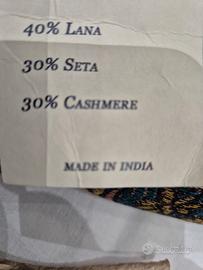 40% LANA
30% SETA
30% CASHMERE
MADE IN INDIA